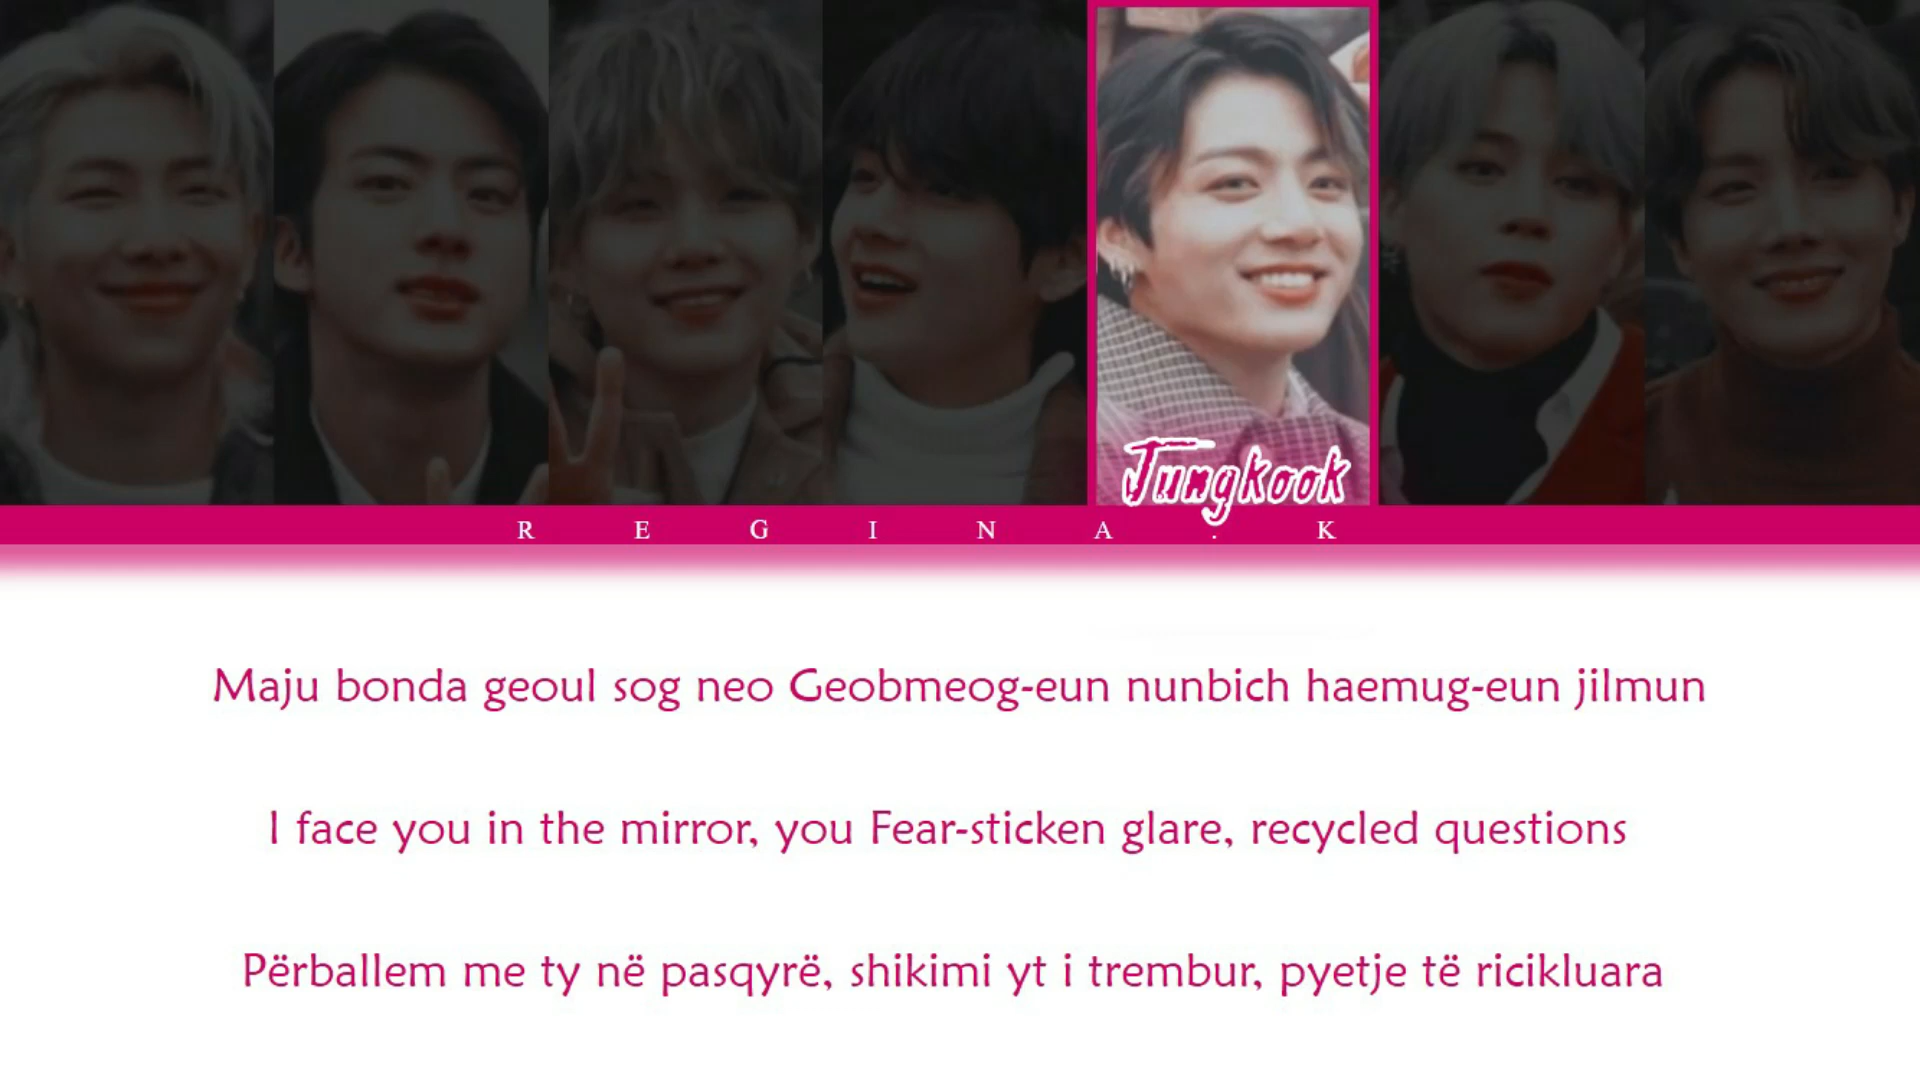 Jungkook
R E G I N A . K
Maju bonda geoul sog neo Geobmeog-eun nunbich haemug-eun jilmun
I face you in the mirror, you Fear-sticken glare, recycled questions
Përballem me ty në pasqyrë, shikimi yt i trembur, pyetje të ricikluara